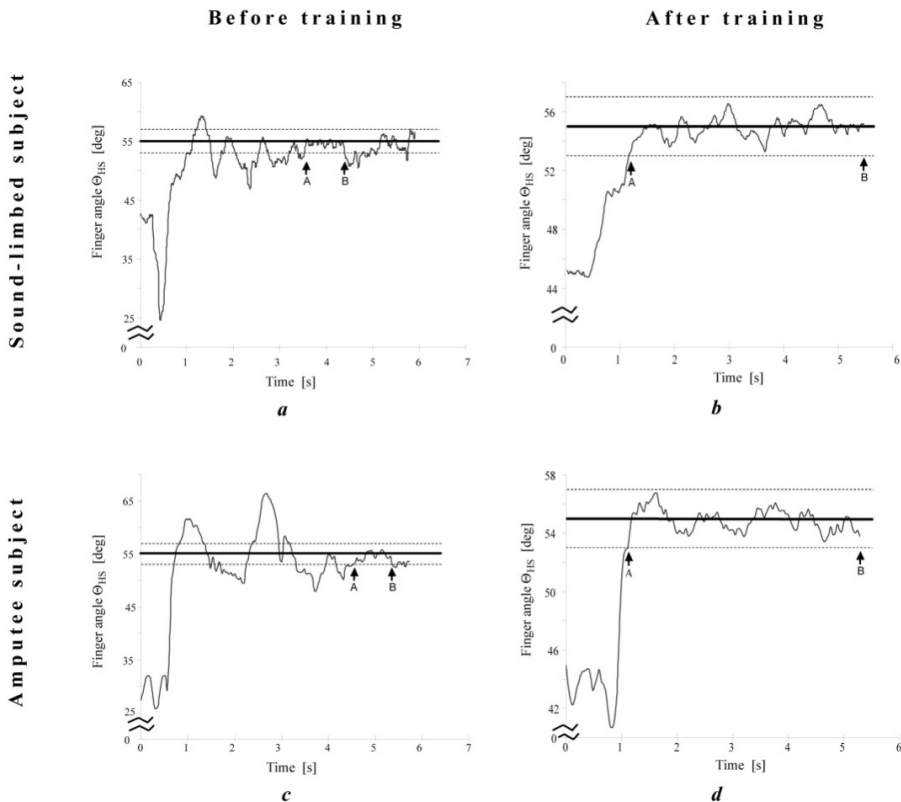 Before training
After training
Sound-limbed subject
Finger angle ΘHS [deg]
65
55
45
35
25
0
A
B
0 1 2 3 4 5 6 7
Time [s]
a
Finger angle ΘHS [deg]
56
52
48
44
0
A
B
0 1 2 3 4 5 6
Time [s]
b
Amputee subject
Finger angle ΘHS [deg]
65
55
45
35
25
0
A
B
0 1 2 3 4 5 6 7
Time [s]
c
Finger angle ΘHS [deg]
58
54
50
46
42
0
A
B
0 1 2 3 4 5 6
Time [s]
d